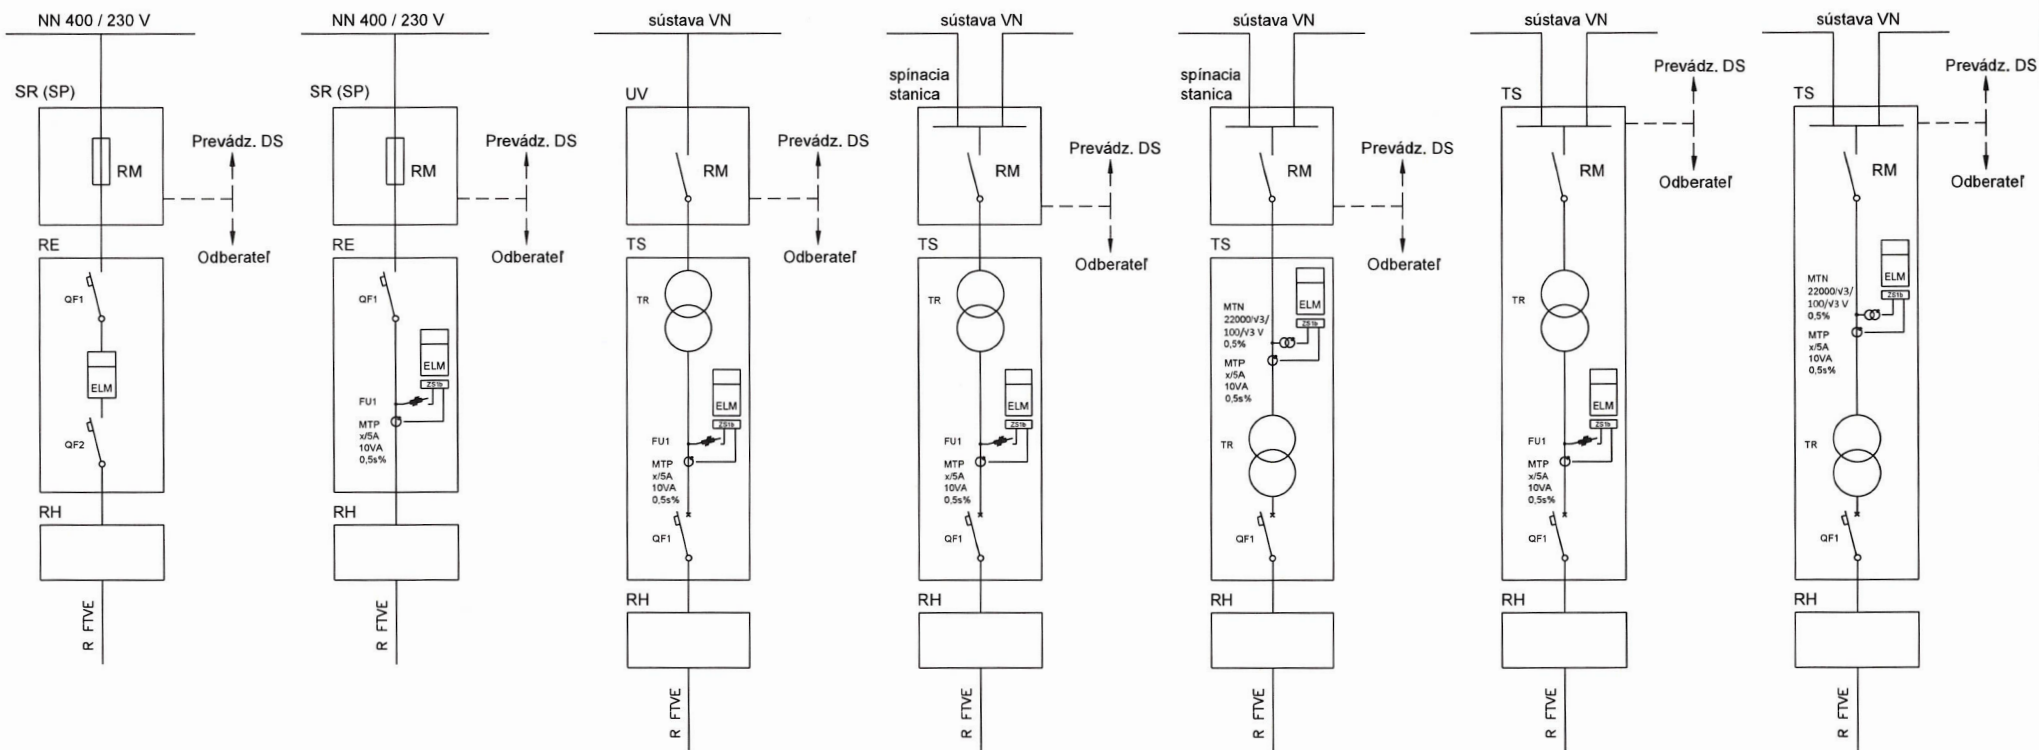 NN 400 / 230 V
SR (SP)
RM
Prevádz. DS
Odberateľ
RE
QF1
ELM
QF2
RH
R FTVE
NN 400 / 230 V
SR (SP)
RM
Prevádz. DS
Odberateľ
RE
QF1
ELM
ZS1b
FU1
MTP
x/5A
10VA
0,5s%
RH
R FTVE
sústava VN
UV
RM
Prevádz. DS
Odberateľ
TS
TR
ELM
ZS1b
FU1
MTP
x/5A
10VA
0,5s%
QF1
RH
R FTVE
sústava VN
spínacia
stanica
RM
Prevádz. DS
Odberateľ
TS
TR
ELM
ZS1b
FU1
MTP
x/5A
10VA
0,5s%
QF1
RH
R FTVE
sústava VN
spínacia
stanica
RM
Prevádz. DS
Odberateľ
TS
ELM
ZS1b
MTN
22000/√3/
100/√3 V
0,5%
MTP
x/5A
10VA
0,5s%
TR
QF1
RH
R FTVE
sústava VN
Prevádz. DS
Odberateľ
TS
RM
TR
ELM
ZS1b
FU1
MTP
x/5A
10VA
0,5s%
QF1
RH
R FTVE
sústava VN
Prevádz. DS
Odberateľ
TS
RM
ELM
ZS1b
MTN
22000/√3/
100/√3 V
0,5%
MTP
x/5A
10VA
0,5s%
TR
QF1
RH
R FTVE